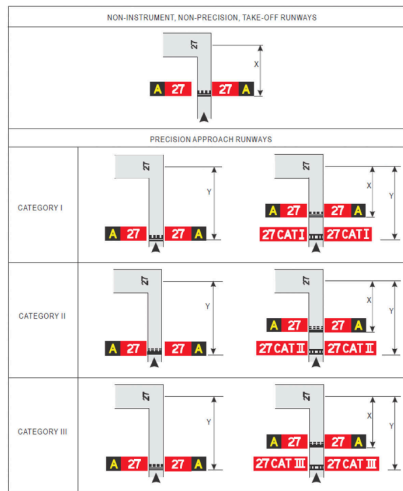 NON-INSTRUMENT, NON-PRECISION, TAKE-OFF RUNWAYS
27
X
A 27 27 A
PRECISION APPROACH RUNWAYS
CATEGORY I
27 27
Y X Y
A 27 27 A
A 27 27 A
27 CAT I 27 CAT I
CATEGORY II
27 27
Y X Y
A 27 27 A
A 27 27 A
27 CAT II 27 CAT II
CATEGORY III
27 27
Y X Y
A 27 27 A
A 27 27 A
27 CAT III 27 CAT III